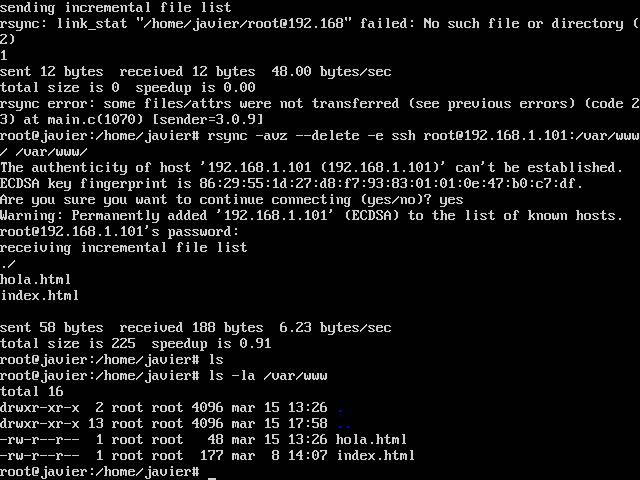 sending incremental file list
rsync: link_stat "/home/javier/root@192.168" failed: No such file or directory (
2)
1
sent 12 bytes  received 12 bytes  48.00 bytes/sec
total size is 0  speedup is 0.00
rsync error: some files/attrs were not transferred (see previous errors) (code 2
3) at main.c(1070) [sender=3.0.9]
root@javier:/home/javier# rsync -avz --delete -e ssh root@192.168.1.101:/var/www
/ /var/www/
The authenticity of host '192.168.1.101 (192.168.1.101)' can't be established.
ECDSA key fingerprint is 86:29:55:1d:27:d8:f7:93:83:01:01:0e:47:b0:c7:df.
Are you sure you want to continue connecting (yes/no)? yes
Warning: Permanently added '192.168.1.101' (ECDSA) to the list of known hosts.
root@192.168.1.101's password:
receiving incremental file list
./
hola.html
index.html

sent 58 bytes  received 188 bytes  6.23 bytes/sec
total size is 225  speedup is 0.91
root@javier:/home/javier# ls
root@javier:/home/javier# ls -la /var/www
total 16
drwxr-xr-x  2 root root 4096 mar 15 13:26 .
drwxr-xr-x 13 root root 4096 mar 15 17:58 ..
-rw-r--r--  1 root root   48 mar 15 13:26 hola.html
-rw-r--r--  1 root root  177 mar  8 14:07 index.html
root@javier:/home/javier# _